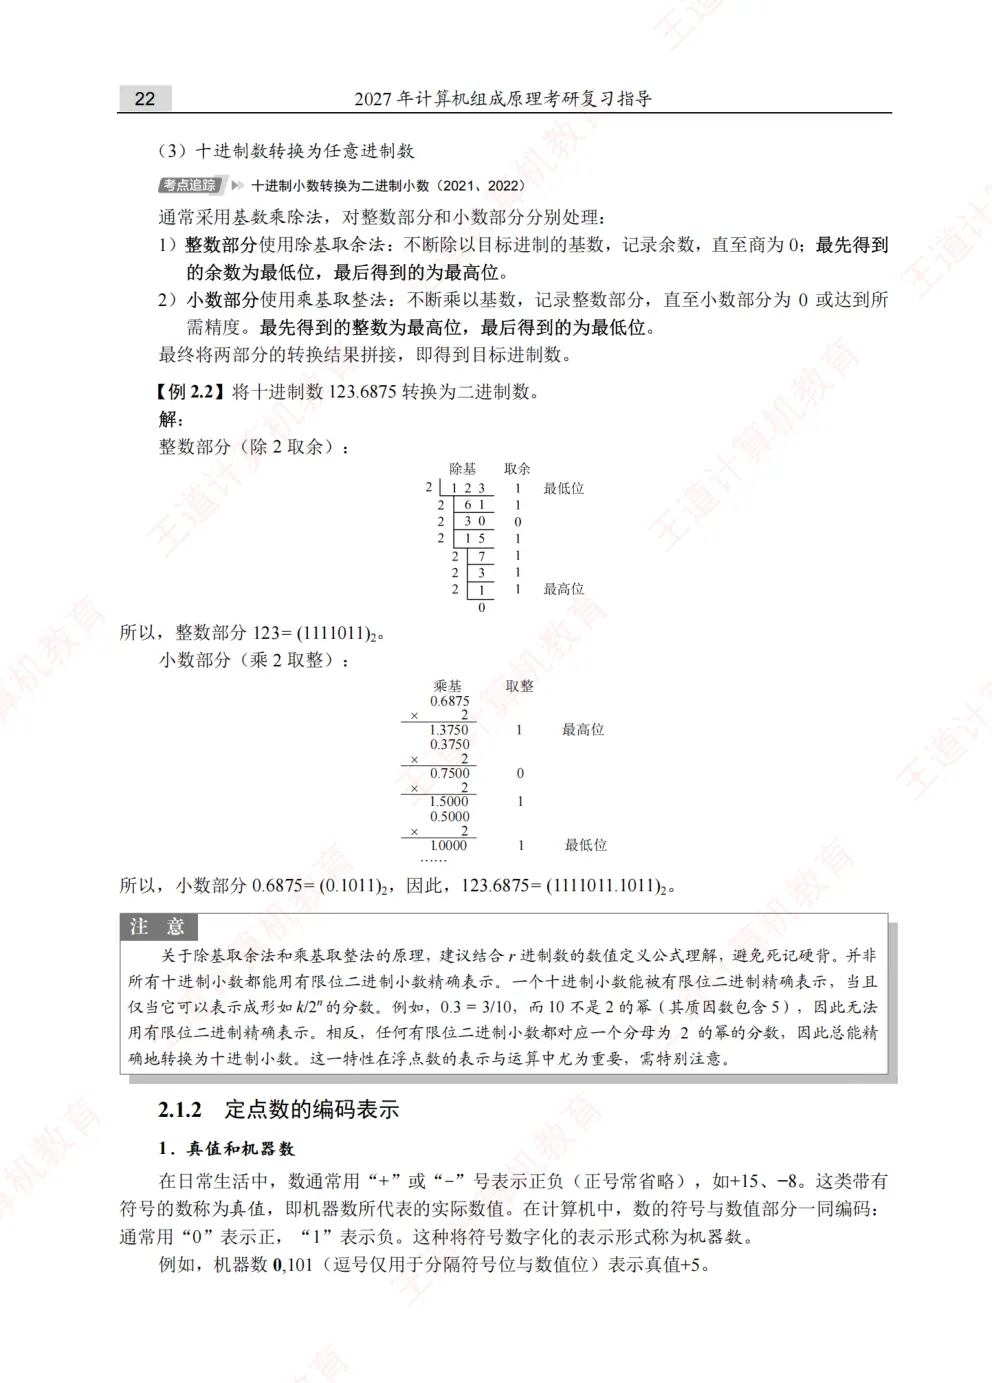 22
2027 年计算机组成原理考研复习指导
（3）十进制数转换为任意进制数
考点追踪 十进制小数转换为二进制小数（2021、2022）
通常采用基数乘除法，对整数部分和小数部分分别处理：
1）整数部分使用除基取余法：不断除以目标进制的基数，记录余数，直至商为 0；最先得到
的余数为最低位，最后得到的为最高位。
2）小数部分使用乘基取整法：不断乘以基数，记录整数部分，直至小数部分为 0 或达到所
需精度。最先得到的整数为最高位，最后得到的为最低位。
最终将两部分的转换结果拼接，即得到目标进制数。
【例 2.2】将十进制数 123.6875 转换为二进制数。
解：
整数部分（除 2 取余）：
除基 取余
2 1 2 3 1 最低位
2 6 1 1
2 3 0 0
2 1 5 1
2 7 1
2 3 1
2 1 1 最高位
0
所以，整数部分 123= (1111011)₂。
小数部分（乘 2 取整）：
乘基 取整
0.6875
× 2
1.3750 1 最高位
0.3750
× 2
0.7500 0
× 2
1.5000 1
0.5000
× 2
1.0000 1 最低位
……
所以，小数部分 0.6875= (0.1011)₂，因此，123.6875= (1111011.1011)₂。
注 意
关于除基取余法和乘基取整法的原理，建议结合 r 进制数的数值定义公式理解，避免死记硬背。并非
所有十进制小数都能用有限位二进制小数精确表示。一个十进制小数能被有限位二进制精确表示，当且
仅当它可以表示成形如 k/2ⁿ 的分数。例如，0.3 = 3/10，而 10 不是 2 的幂（其质因数包含 5），因此无法
用有限位二进制精确表示。相反，任何有限位二进制小数都对应一个分母为 2 的幂的分数，因此总能精
确地转换为十进制小数。这一特性在浮点数的表示与运算中尤为重要，需特别注意。
2.1.2 定点数的编码表示
1．真值和机器数
在日常生活中，数通常用“+”或“−”号表示正负（正号常省略），如+15、−8。这类带有
符号的数称为真值，即机器数所代表的实际数值。在计算机中，数的符号与数值部分一同编码：
通常用“0”表示正，“1”表示负。这种将符号数字化的表示形式称为机器数。
例如，机器数 0,101（逗号仅用于分隔符号位与数值位）表示真值+5。
王道计算机教育